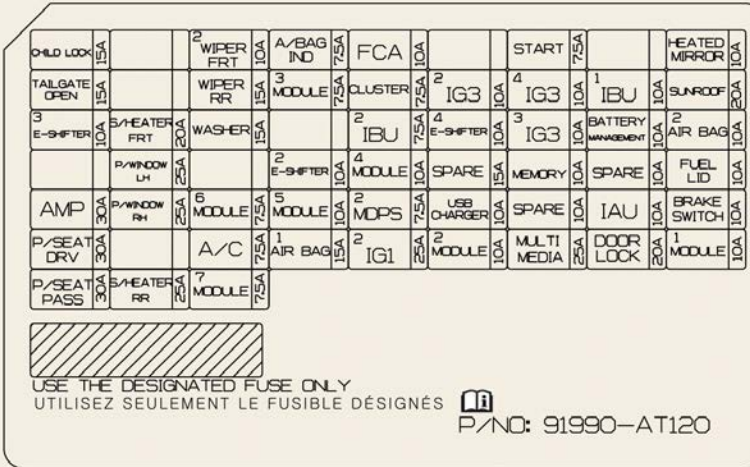 CHILD LOCK 15A 2 WIPER FRT 10A A/BAG IND 7.5A FCA 10A START 7.5A HEATED MIRROR 10A
TAILGATE OPEN 15A WIPER RR 15A 3 MODULE 7.5A CLUSTER 7.5A 2 IG3 10A 4 IG3 10A 1 IBU 10A SUNROOF 20A
3 E-SHIFTER 10A S/HEATER FRT 20A WASHER 15A 2 IBU 7.5A 4 E-SHIFTER 10A 3 IG3 10A BATTERY MANAGEMENT 10A 2 AIR BAG 10A
P/WINDOW LH 25A 2 E-SHIFTER 10A 4 MODULE 10A SPARE 15A MEMORY 10A SPARE 10A FUEL LID 10A
AMP 30A P/WINDOW RH 25A 6 MODULE 7.5A 5 MODULE 10A 2 MDPS 7.5A USB CHARGER 10A SPARE 10A IAU 10A BRAKE SWITCH 10A
P/SEAT DRV 30A A/C 7.5A 1 AIR BAG 15A 2 IG1 25A 2 MODULE 10A MULTI MEDIA 25A DOOR LOCK 20A 1 MODULE 10A
P/SEAT PASS 30A S/HEATER RR 25A 7 MODULE 7.5A
USE THE DESIGNATED FUSE ONLY
UTILISEZ SEULEMENT LE FUSIBLE DÉSIGNÉS
P/NO: 91990-AT120